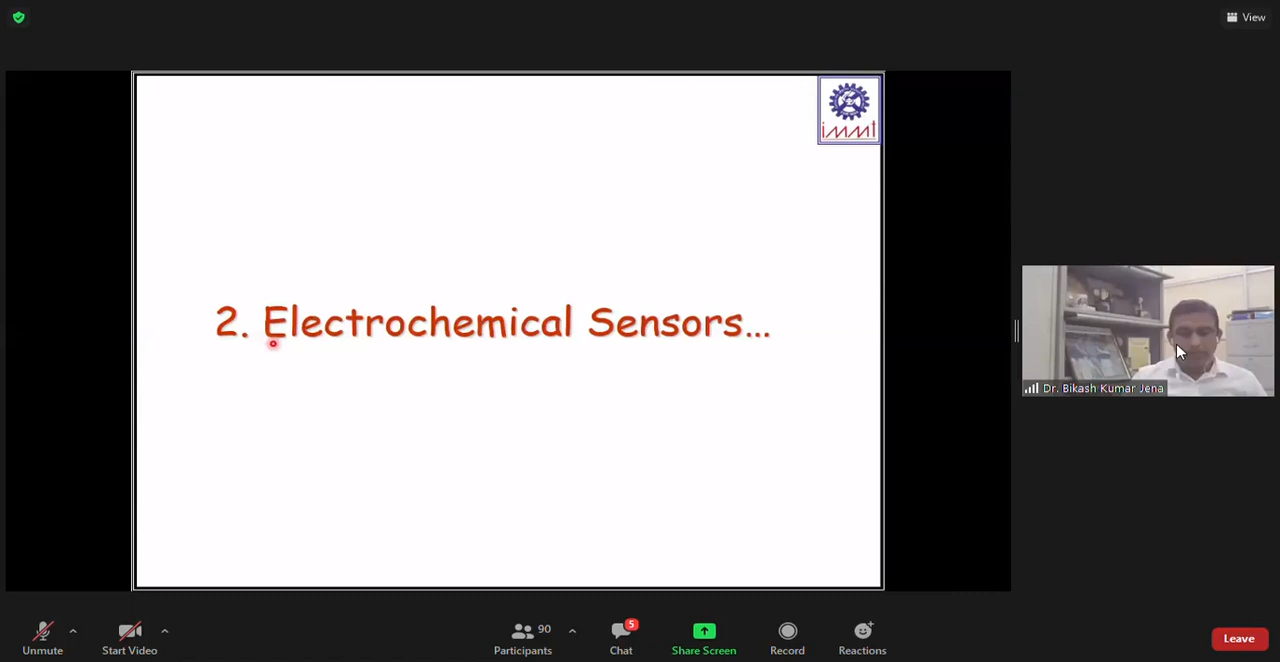 View
immt
2. Electrochemical Sensors...
Dr. Bikash Kumar Jena
90
5
Unmute
Start Video
Participants
Chat
Share Screen
Record
Reactions
Leave